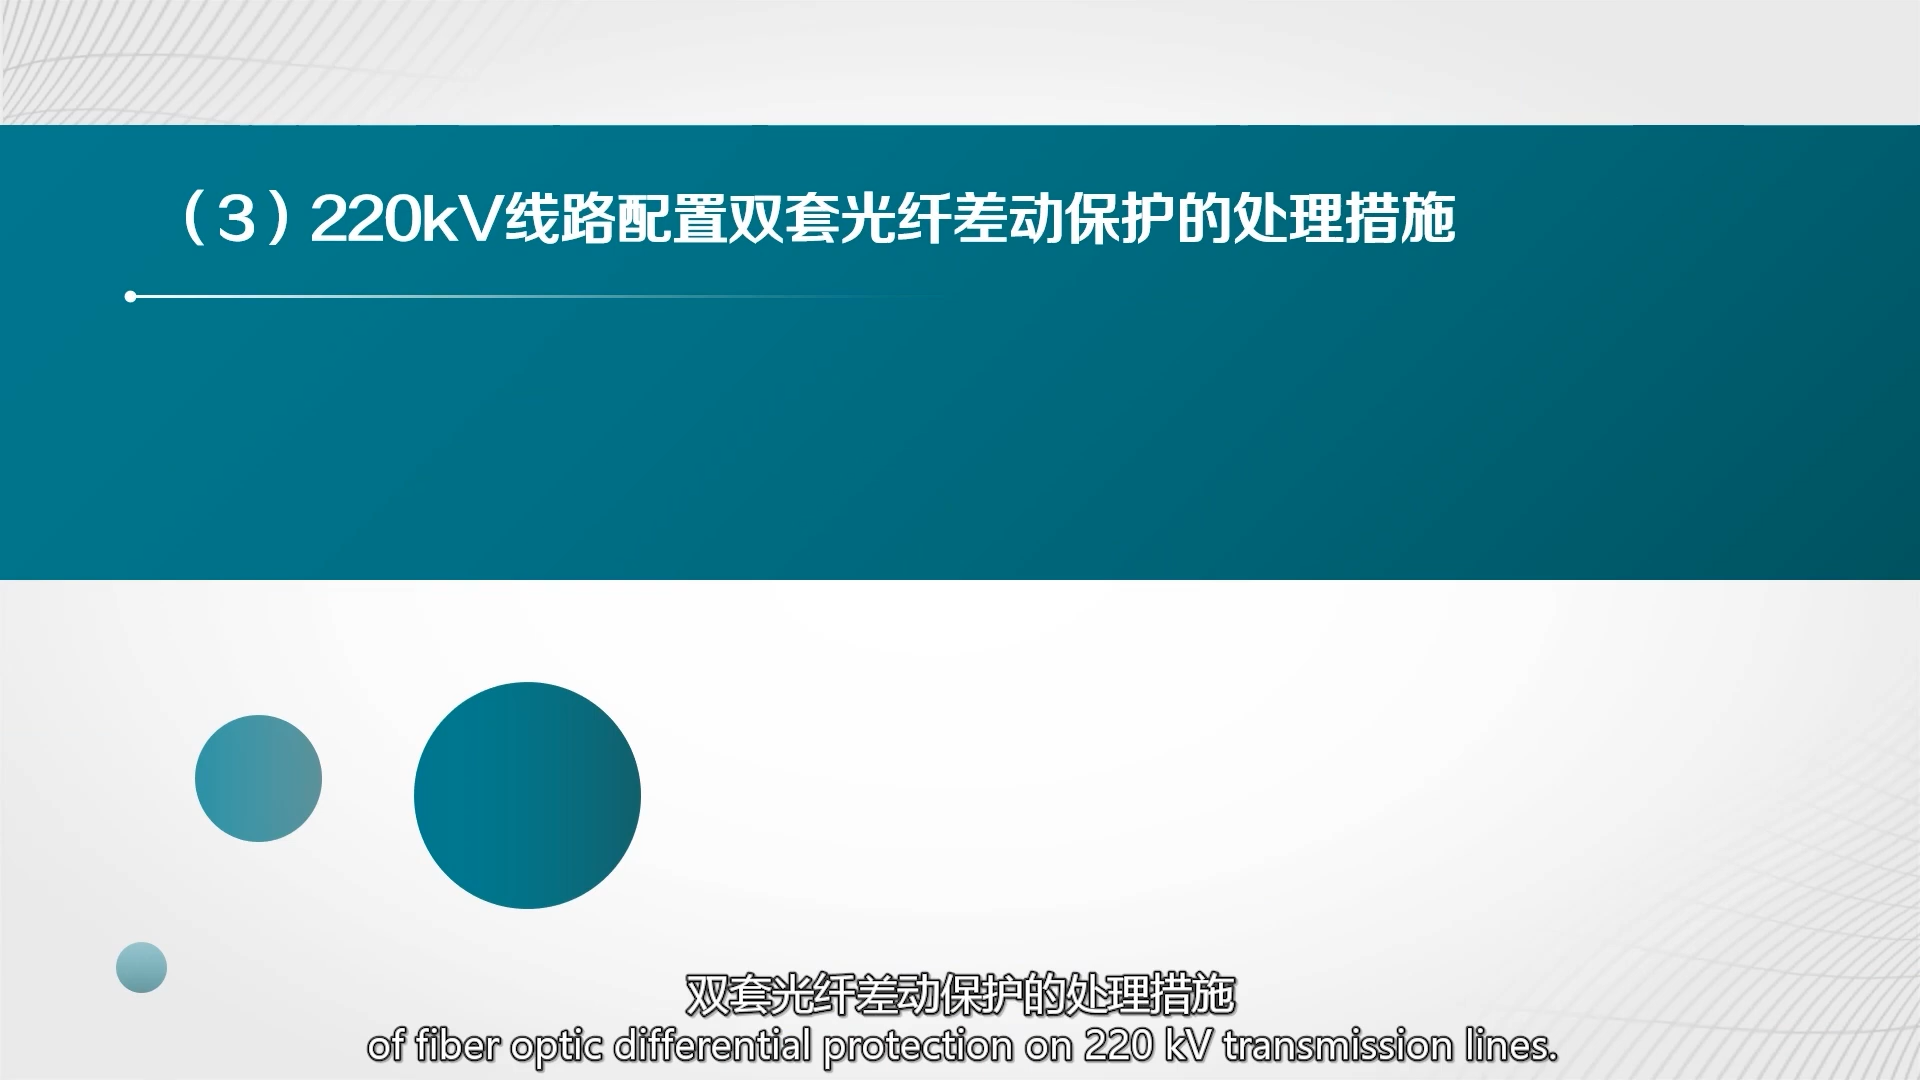 （3）220kV线路配置双套光纤差动保护的处理措施
双套光纤差动保护的处理措施
of fiber optic differential protection on 220 kV transmission lines.